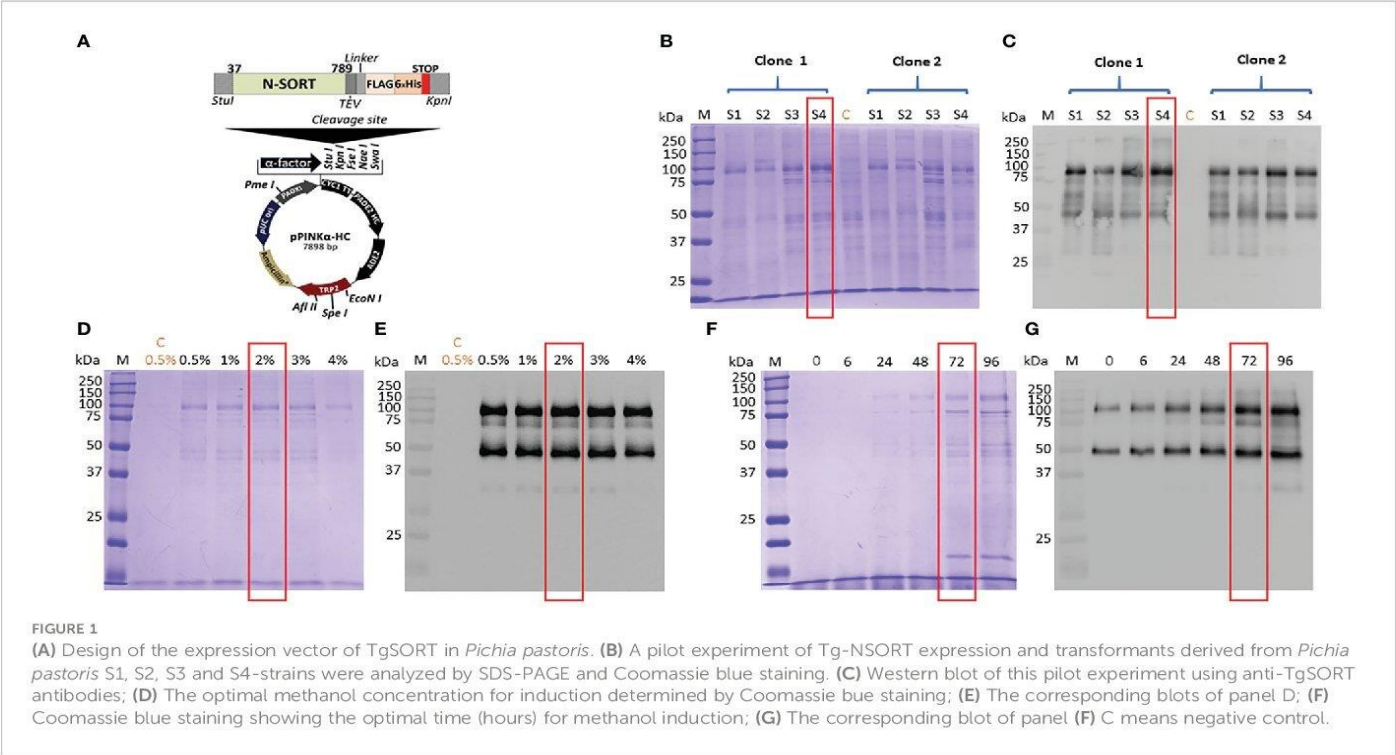 A
Linker
37
789
STOP
N-SORT
FLAG
6xHis
StuI
TEV
KpnI
Cleavage site
α-factor
Stu I
Kpn I
Fse I
Nae I
Swa I
Pme I
PAOX1
CYC1 TT
PADE2 HC
pUC ori
pPINKα-HC
7898 bp
ADE2
Ampicillin
TRP2
EcoN I
Afl II
Spe I
B
Clone 1
Clone 2
kDa M S1 S2 S3 S4 C S1 S2 S3 S4
250
150
100
75
50
37
25
C
Clone 1
Clone 2
kDa M S1 S2 S3 S4 C S1 S2 S3 S4
250
150
100
75
50
37
25
D
C
kDa M 0.5% 0.5% 1% 2% 3% 4%
250
150
100
75
50
37
25
E
C
kDa M 0.5% 0.5% 1% 2% 3% 4%
250
150
100
75
50
37
25
F
kDa M 0 6 24 48 72 96
250
150
100
75
50
37
25
G
kDa M 0 6 24 48 72 96
250
150
100
75
50
37
25
FIGURE 1
(A) Design of the expression vector of TgSORT in Pichia pastoris. (B) A pilot experiment of Tg-NSORT expression and transformants derived from Pichia
pastoris S1, S2, S3 and S4-strains were analyzed by SDS-PAGE and Coomassie blue staining. (C) Western blot of this pilot experiment using anti-TgSORT
antibodies; (D) The optimal methanol concentration for induction determined by Coomassie bue staining; (E) The corresponding blots of panel D; (F)
Coomassie blue staining showing the optimal time (hours) for methanol induction; (G) The corresponding blot of panel (F) C means negative control.